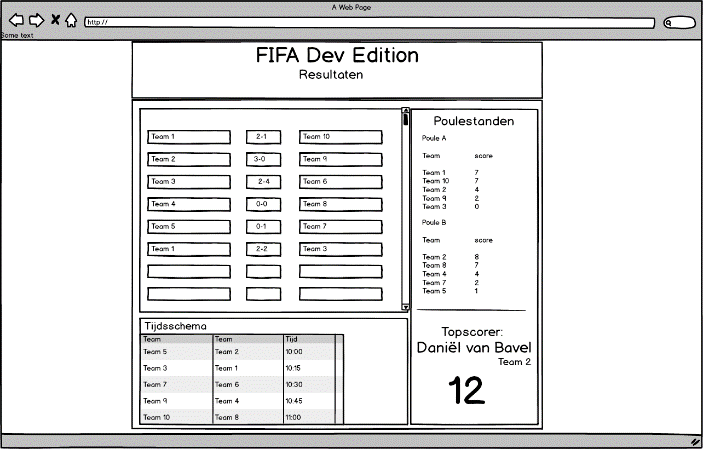 A Web Page
http://
Some text
FIFA Dev Edition
Resultaten
Team 1 2-1 Team 10
Team 2 3-0 Team 9
Team 3 2-4 Team 6
Team 4 0-0 Team 8
Team 5 0-1 Team 7
Team 1 2-2 Team 3
Tijdsschema
Team Team Tijd
Team 5 Team 2 10:00
Team 3 Team 1 10:15
Team 7 Team 6 10:30
Team 9 Team 4 10:45
Team 10 Team 8 11:00
Poulestanden
Poule A
Team score
Team 1 7
Team 10 7
Team 2 4
Team 9 2
Team 3 0
Poule B
Team score
Team 2 8
Team 8 7
Team 4 4
Team 7 2
Team 5 1
Topscorer:
Daniël van Bavel
Team 2
12